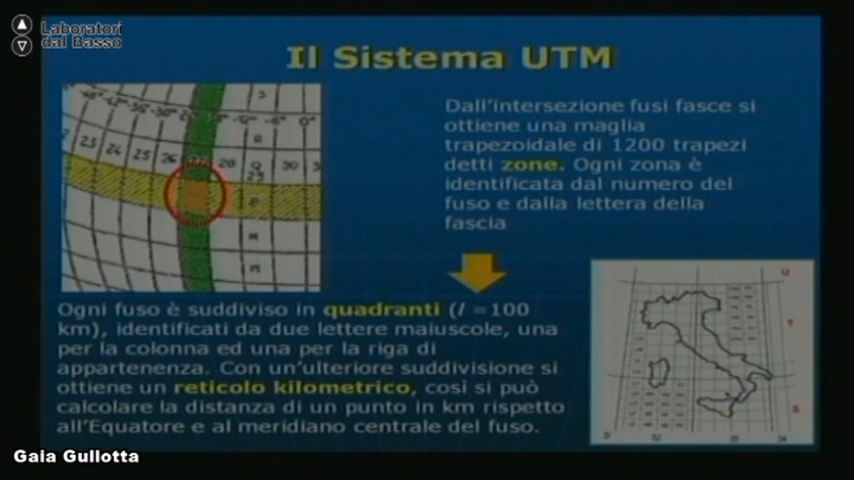 Laboratori
dal Basso
Il Sistema UTM
Dall'intersezione fusi fasce si
ottiene una maglia
trapezoidale di 1200 trapezi
detti zone. Ogni zona è
identificata dal numero del
fuso e dalla lettera della
fascia
Ogni fuso è suddiviso in quadranti (l =100
km), identificati da due lettere maiuscole, una
per la colonna ed una per la riga di
appartenenza. Con un'ulteriore suddivisione si
ottiene un reticolo kilometrico, così si può
calcolare la distanza di un punto in km rispetto
all'Equatore e al meridiano centrale del fuso.
U
T
S
Gaia Gullotta